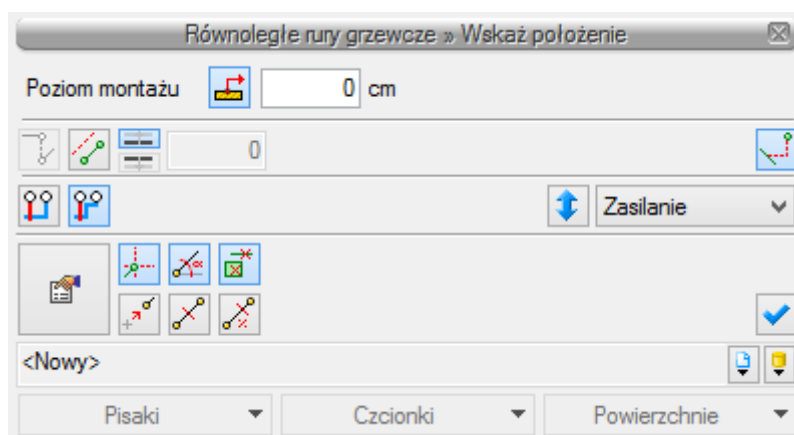 Równoległe rury grzewcze » Wskaż położenie
Poziom montażu 0 cm
0
Zasilanie
<Nowy>
Pisaki Czcionki Powierzchnie